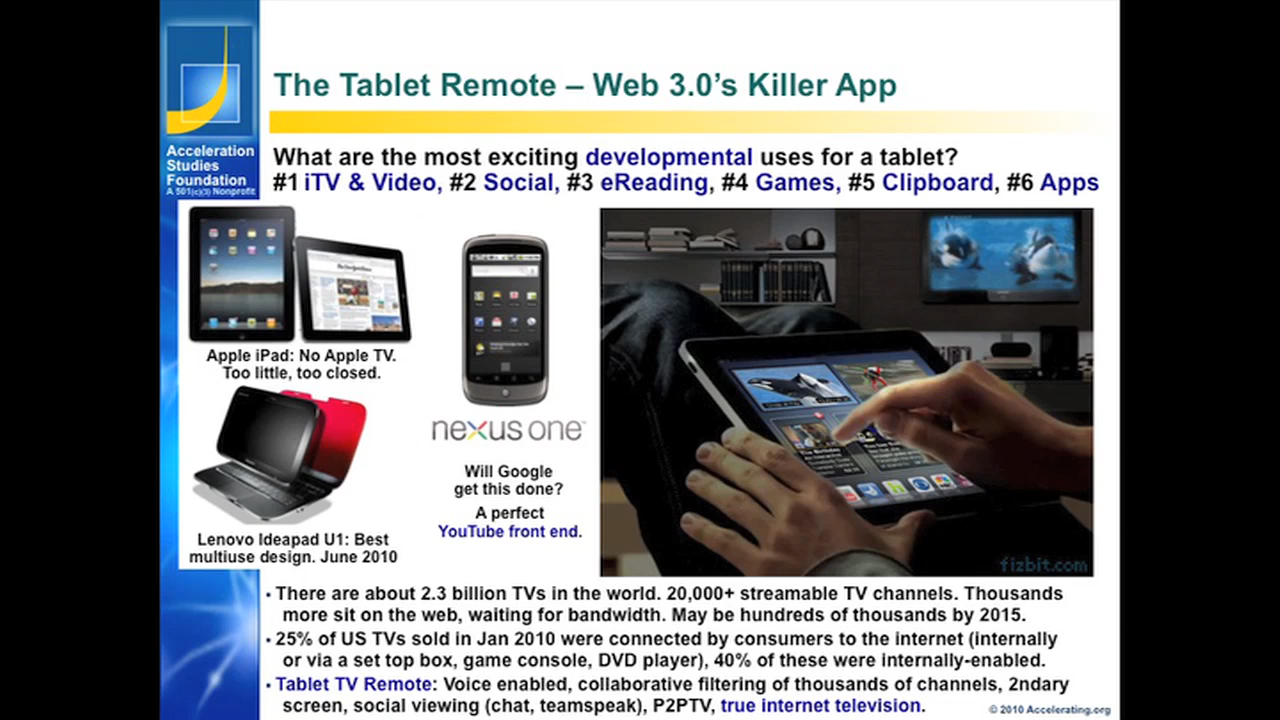 The Tablet Remote – Web 3.0's Killer App
Acceleration
Studies
Foundation
A 501(c)(3) Nonprofit
What are the most exciting developmental uses for a tablet?
#1 iTV & Video, #2 Social, #3 eReading, #4 Games, #5 Clipboard, #6 Apps
Apple iPad: No Apple TV.
Too little, too closed.
Lenovo Ideapad U1: Best
multiuse design. June 2010
nexus one
Will Google
get this done?
A perfect
YouTube front end.
fizbit.com
• There are about 2.3 billion TVs in the world. 20,000+ streamable TV channels. Thousands
more sit on the web, waiting for bandwidth. May be hundreds of thousands by 2015.
• 25% of US TVs sold in Jan 2010 were connected by consumers to the internet (internally
or via a set top box, game console, DVD player), 40% of these were internally-enabled.
• Tablet TV Remote: Voice enabled, collaborative filtering of thousands of channels, 2ndary
screen, social viewing (chat, teamspeak), P2PTV, true internet television.
© 2010 Accelerating.org